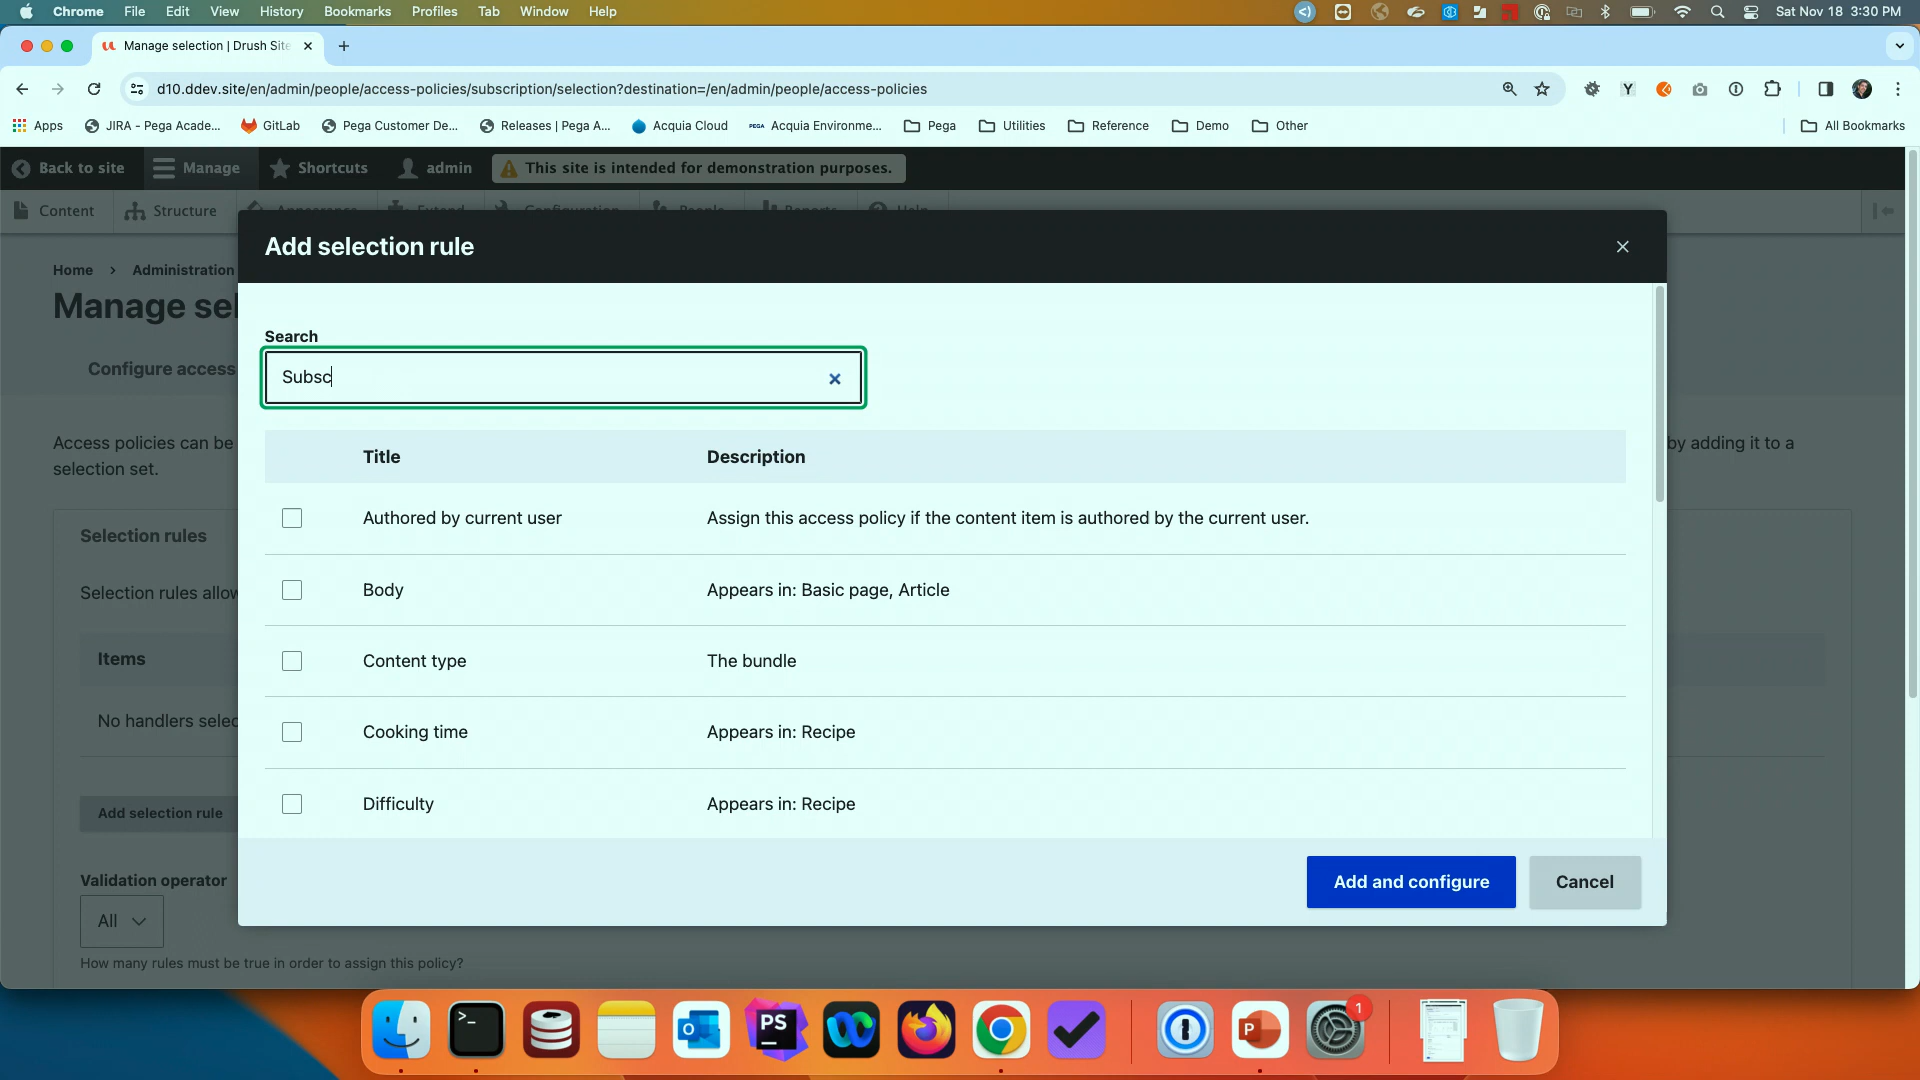 Chrome File Edit View History Bookmarks Profiles Tab Window Help Sat Nov 18 3:30 PM
Manage selection | Drush Site
d10.ddev.site/en/admin/people/access-policies/subscription/selection?destination=/en/admin/people/access-policies
Apps JIRA - Pega Acade... GitLab Pega Customer De... Releases | Pega A... Acquia Cloud PEGA Acquia Environme... Pega Utilities Reference Demo Other All Bookmarks
Back to site Manage Shortcuts admin This site is intended for demonstration purposes.
Content Structure Appearance Extend Configuration People Reports Help
Add selection rule
Home Administration
Manage sel
Search
Configure access
Subsc
Access policies can be by adding it to a
selection set.
Title Description
Authored by current user Assign this access policy if the content item is authored by the current user.
Selection rules
Body Appears in: Basic page, Article
Selection rules allow
Content type The bundle
Items
No handlers selec
Cooking time Appears in: Recipe
Difficulty Appears in: Recipe
Add selection rule
Validation operator
Add and configure Cancel
All
How many rules must be true in order to assign this policy?
PS
P
1